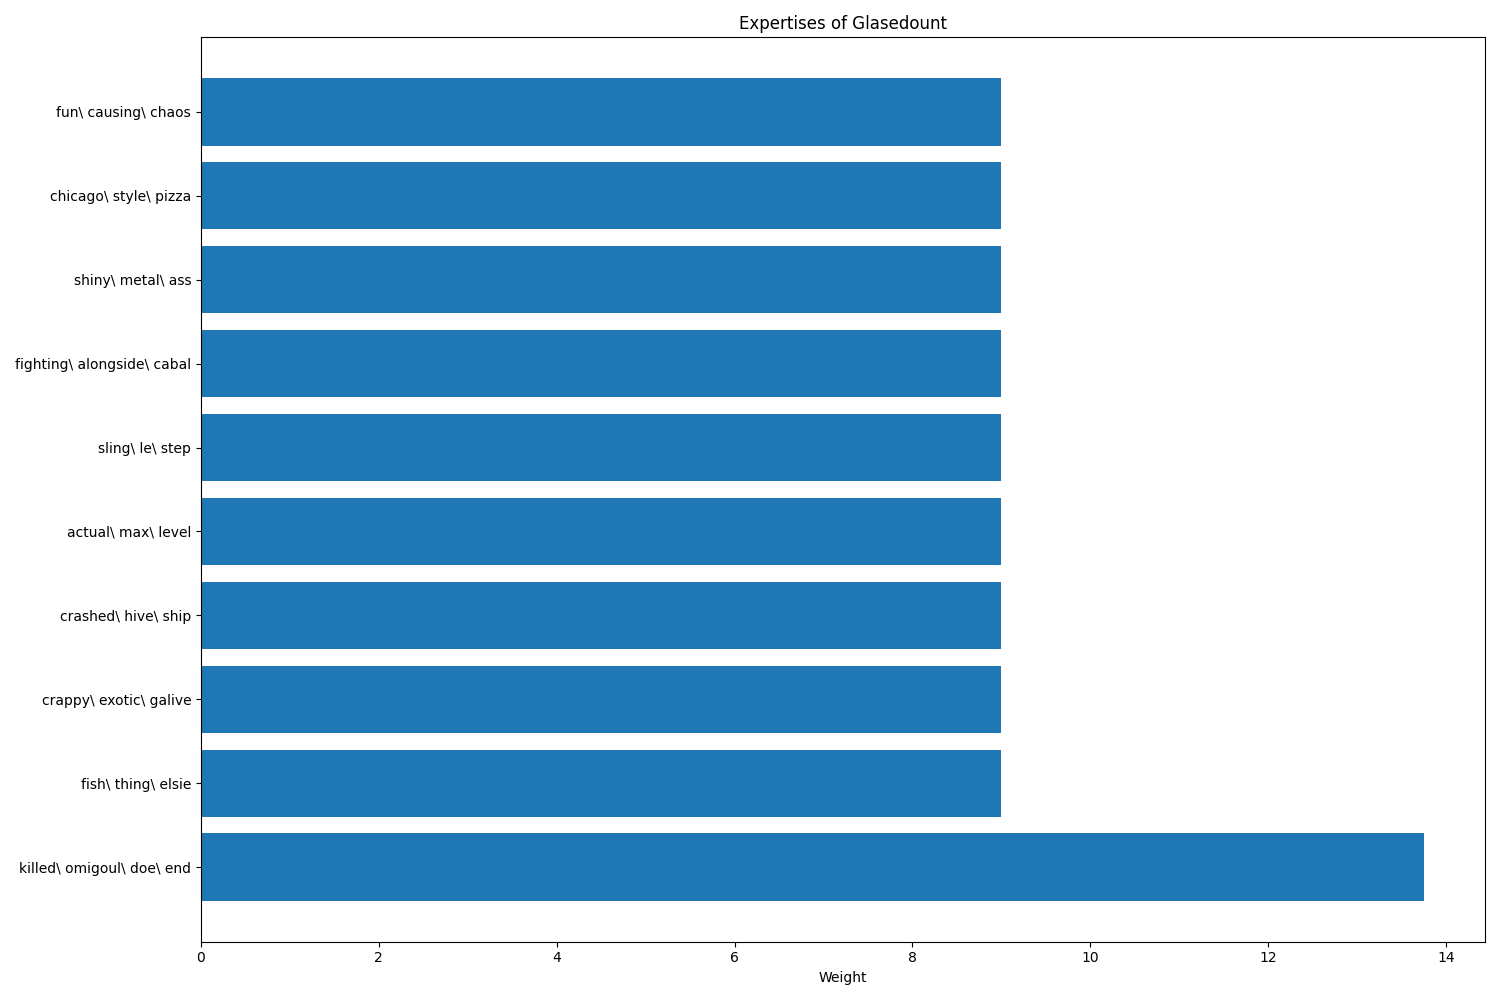 Expertises of Glasedount
fun\ causing\ chaos
chicago\ style\ pizza
shiny\ metal\ ass
fighting\ alongside\ cabal
sling\ le\ step
actual\ max\ level
crashed\ hive\ ship
crappy\ exotic\ galive
fish\ thing\ elsie
killed\ omigoul\ doe\ end
0 2 4 6 8 10 12 14
Weight